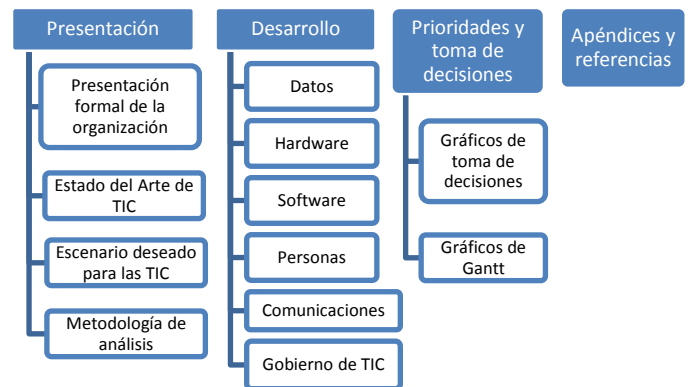 Presentación
Presentación
formal de la
organización
Estado del Arte de
TIC
Escenario deseado
para las TIC
Metodología de
análisis
Desarrollo
Datos
Hardware
Software
Personas
Comunicaciones
Gobierno de TIC
Prioridades y
toma de
decisiones
Gráficos de
toma de
decisiones
Gráficos de
Gantt
Apéndices y
referencias